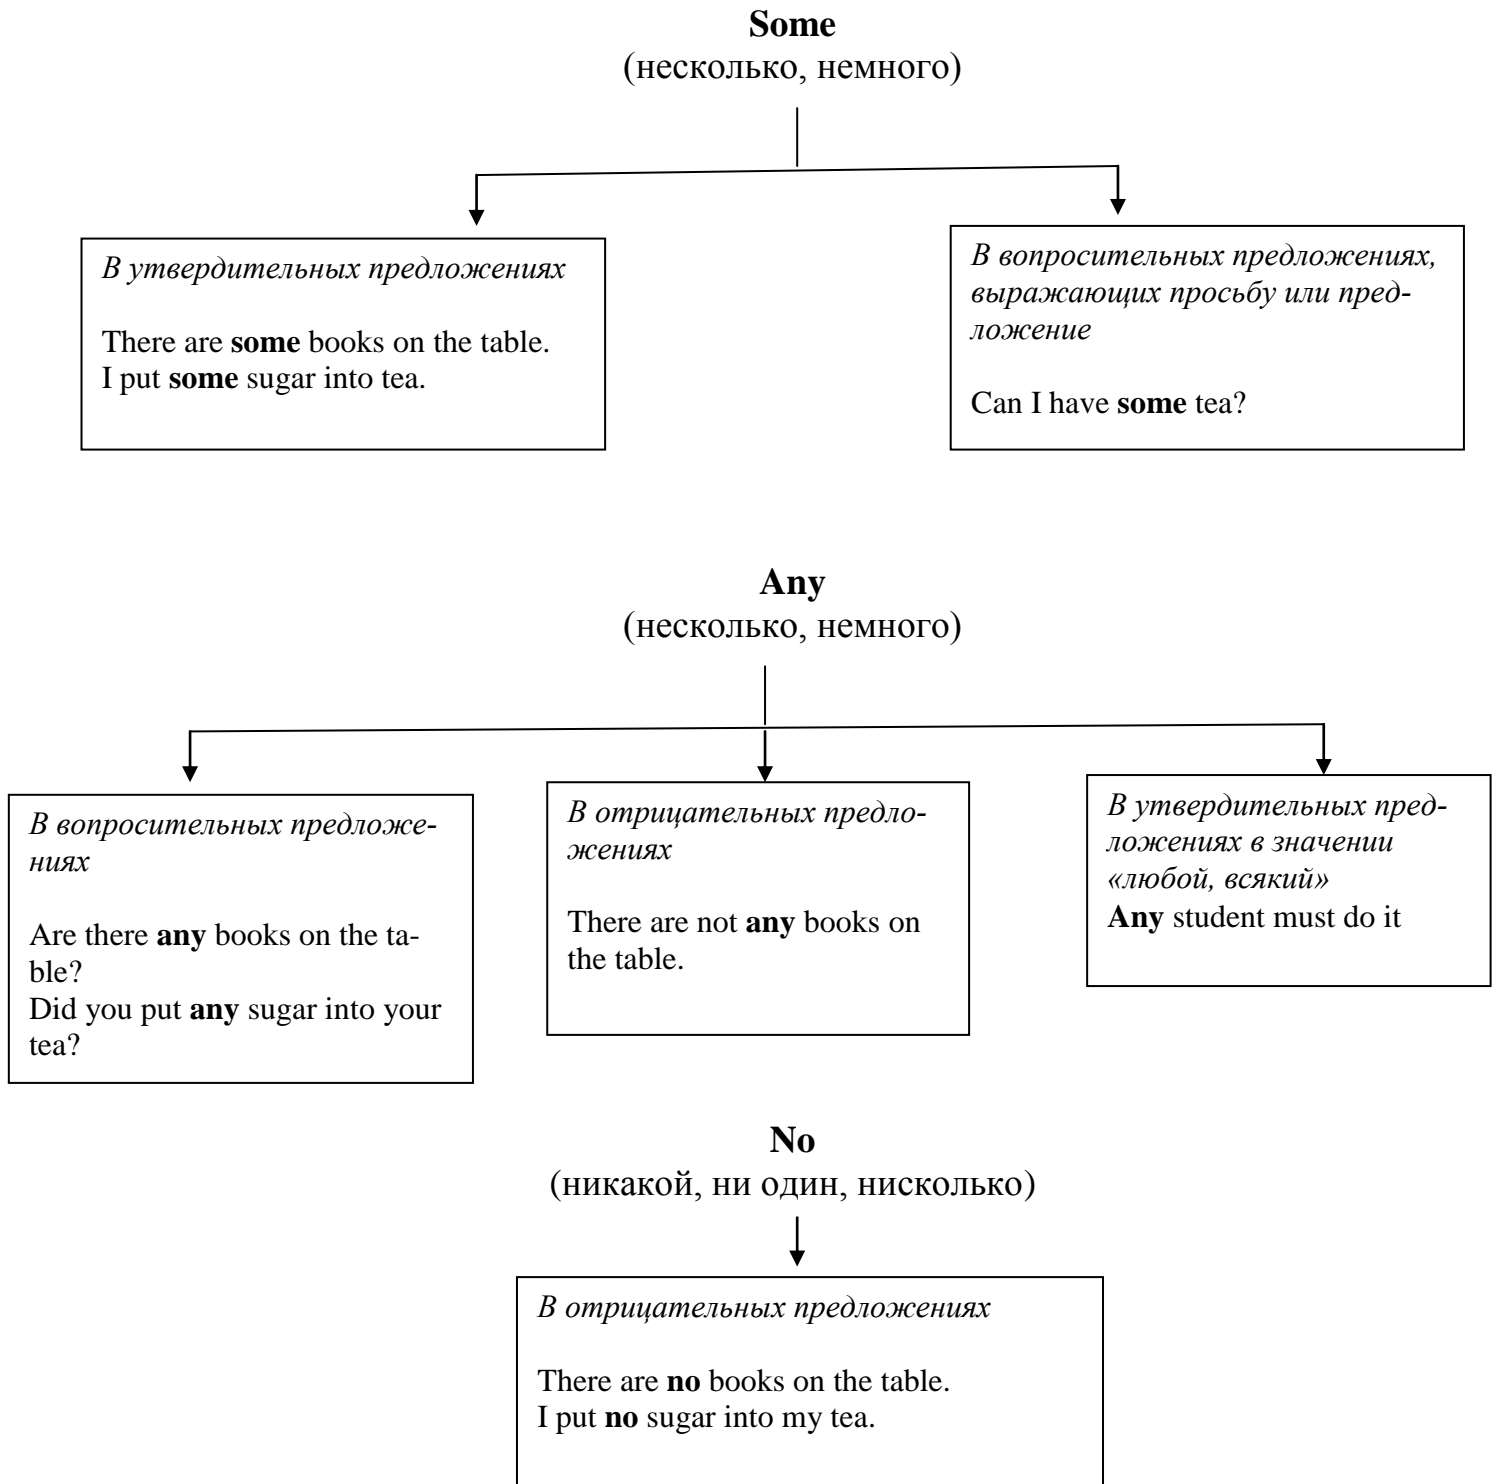 Some
(несколько, немного)
В утвердительных предложениях
There are some books on the table.
I put some sugar into tea.
В вопросительных предложениях,
выражающих просьбу или пред-
ложение
Can I have some tea?
Any
(несколько, немного)
В вопросительных предложе-
ниях
Are there any books on the ta-
ble?
Did you put any sugar into your
tea?
В отрицательных предло-
жениях
There are not any books on
the table.
В утвердительных пред-
ложениях в значении
«любой, всякий»
Any student must do it
No
(никакой, ни один, нисколько)
В отрицательных предложениях
There are no books on the table.
I put no sugar into my tea.